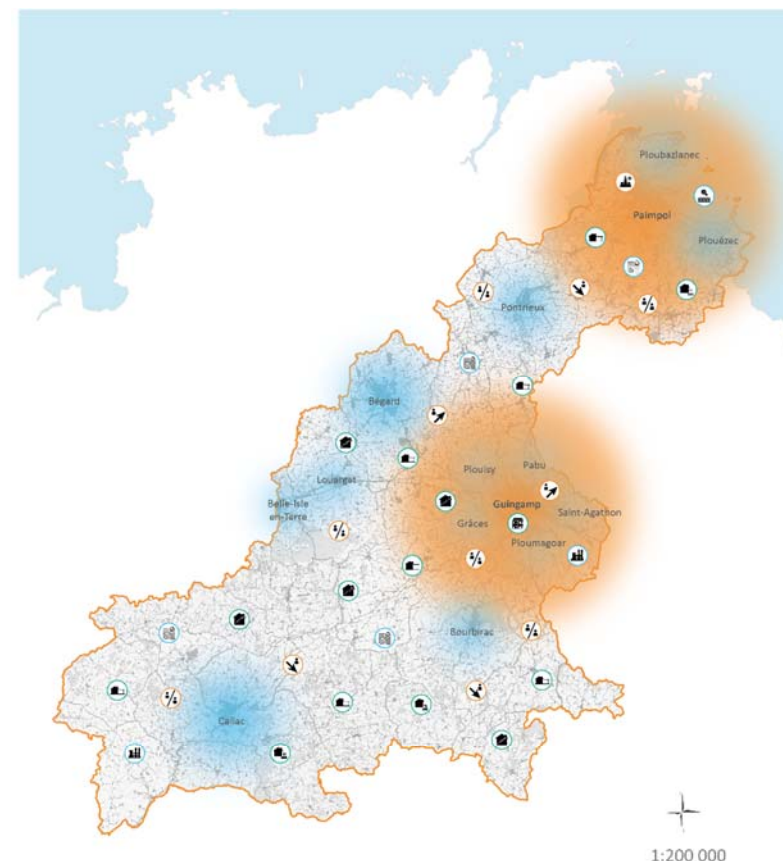 Ploubazlanec
Paimpol
Plouëzec
Pontrieux
Bégard
Plouisy
Pabu
Louargat
Guingamp
Belle-Isle
en-Terre
Saint-Agathon
Grâces
Ploumagoar
Bourbriac
Callac
1:200 000